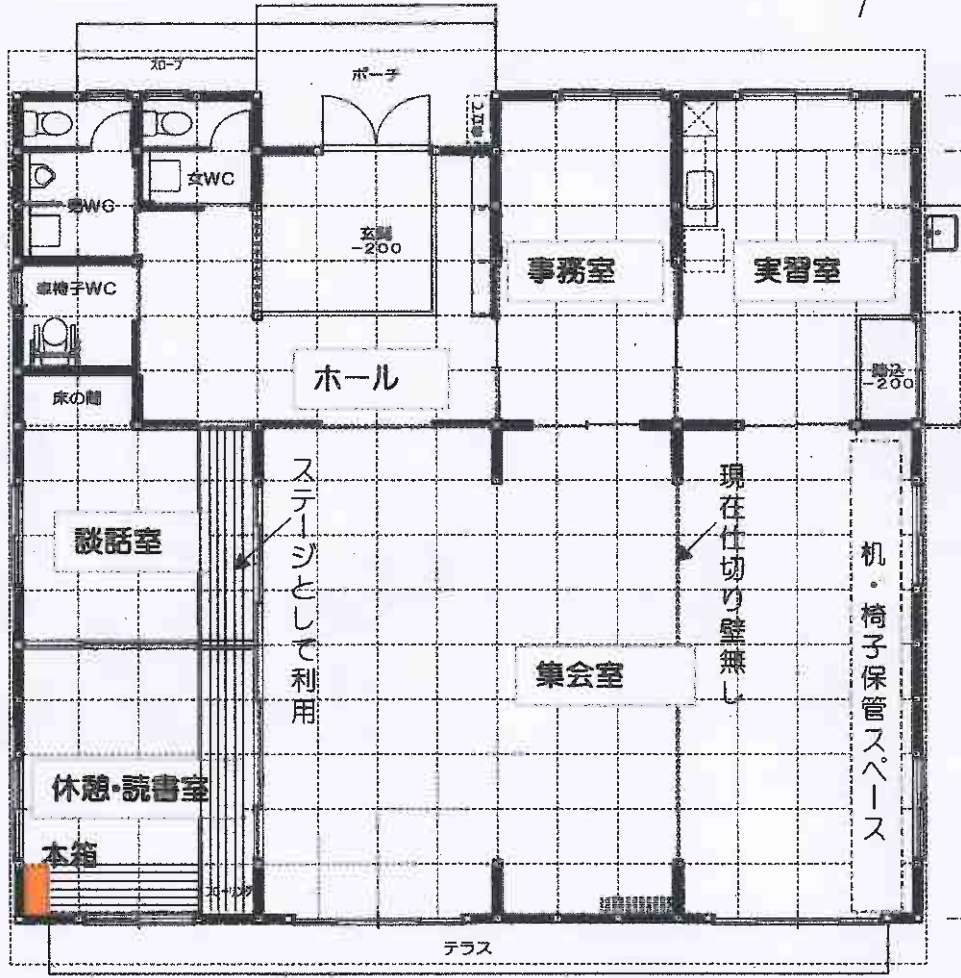 スロープ
ポーチ
女WC
男WC
玄関
-200
事務室
実習室
車椅子WC
ホール
踏込
-200
床の間
談話室
ステージとして利用
現在仕切り壁無し
机・椅子保管スペース
集会室
休憩・読書室
本箱
フローリング
テラス